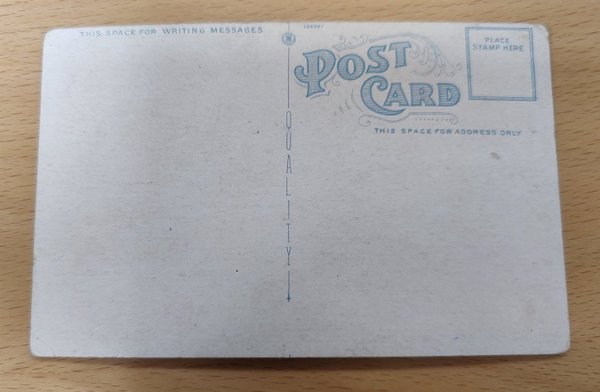 THIS SPACE FOR WRITING MESSAGES
POST CARD
PLACE
STAMP HERE
THIS SPACE FOR ADDRESS ONLY
QUALITY